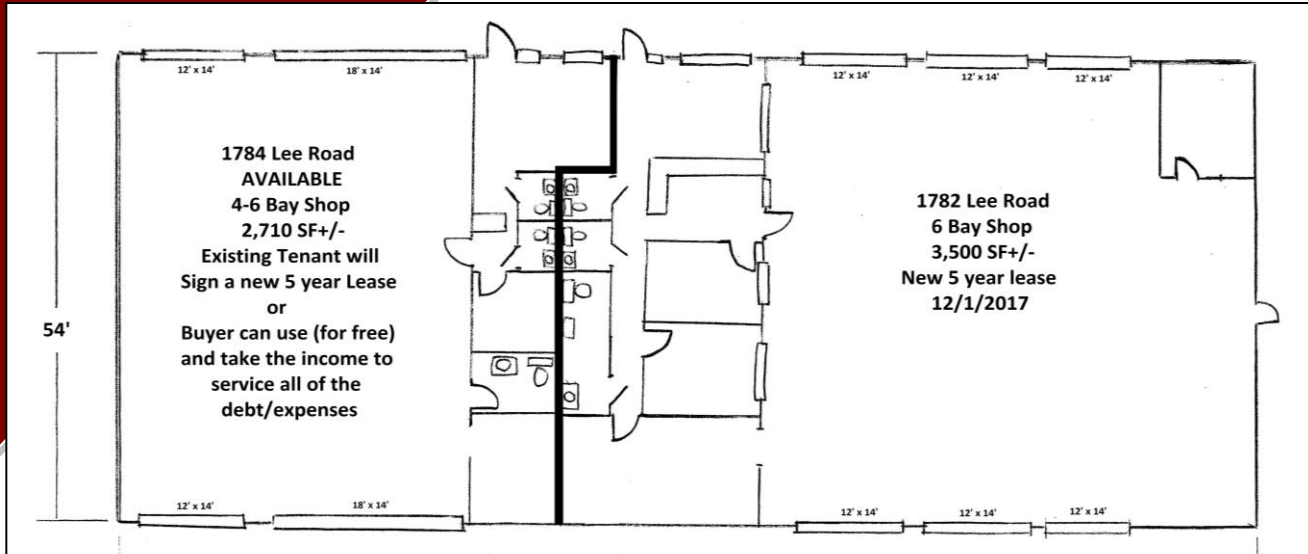 12' x 14'
18' x 14'
12' x 14'
12' x 14'
12' x 14'
1784 Lee Road
AVAILABLE
4-6 Bay Shop
2,710 SF+/-
Existing Tenant will
Sign a new 5 year Lease
or
Buyer can use (for free)
and take the income to
service all of the
debt/expenses
1782 Lee Road
6 Bay Shop
3,500 SF+/-
New 5 year lease
12/1/2017
54'
12' x 14'
18' x 14'
12' x 14'
12' x 14'
12' x 14'